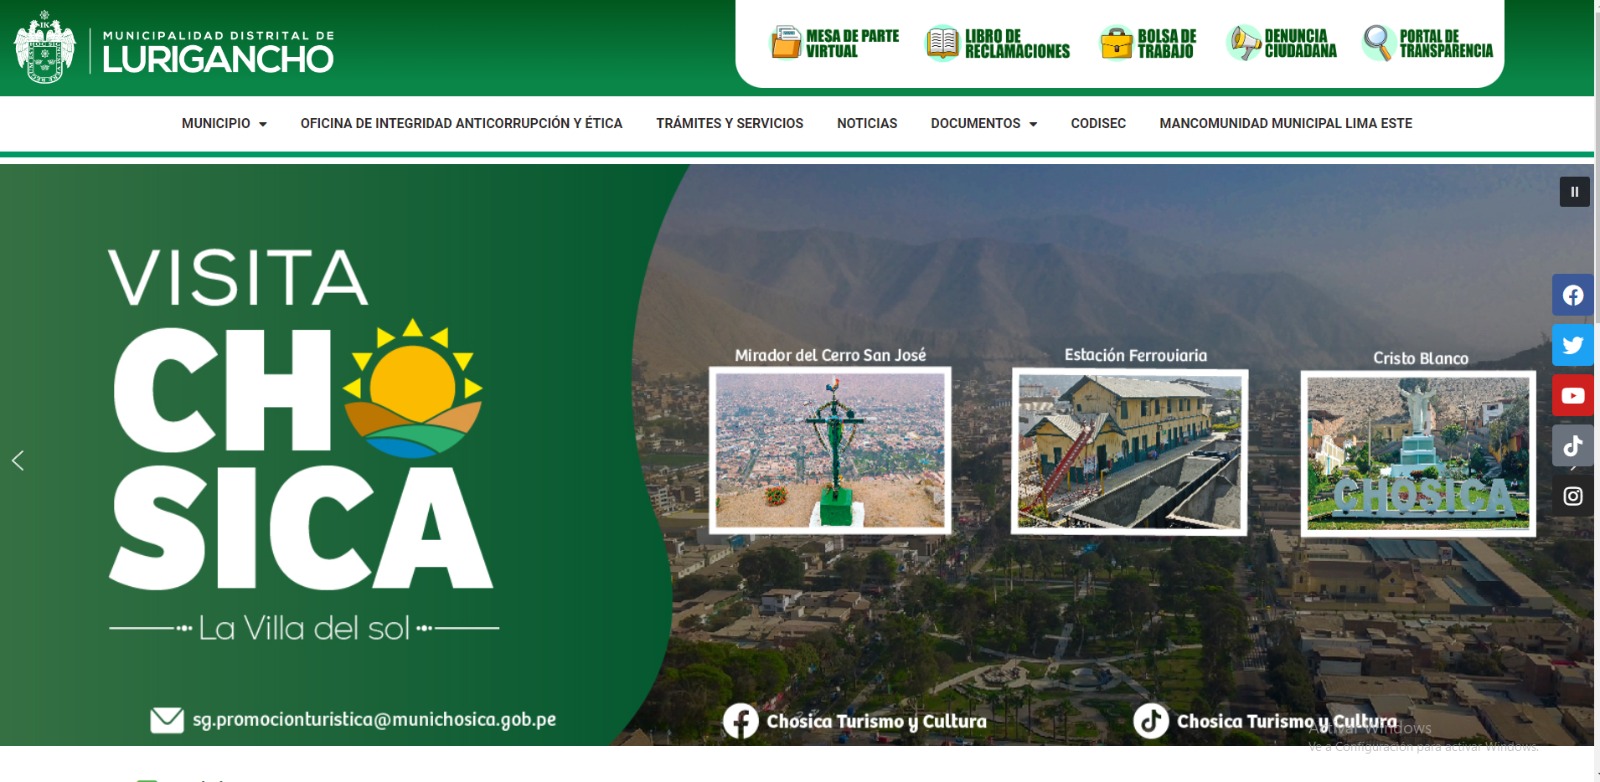 IK
MUNICIPALIDAD DISTRITAL DE
LURIGANCHO
MESA DE PARTE
VIRTUAL
LIBRO DE
RECLAMACIONES
BOLSA DE
TRABAJO
DENUNCIA
CIUDADANA
PORTAL DE
TRANSPARENCIA
MUNICIPIO
OFICINA DE INTEGRIDAD ANTICORRUPCIÓN Y ÉTICA
TRÁMITES Y SERVICIOS
NOTICIAS
DOCUMENTOS
CODISEC
MANCOMUNIDAD MUNICIPAL LIMA ESTE
VISITA
CH
SICA
La Villa del sol
Mirador del Cerro San José
Estación Ferroviaria
Cristo Blanco
CHOSICA
sg.promocionturistica@munichosica.gob.pe
Chosica Turismo y Cultura
Chosica Turismo y Cultura
Activar Windows
Ve a Configuración para activar Windows.